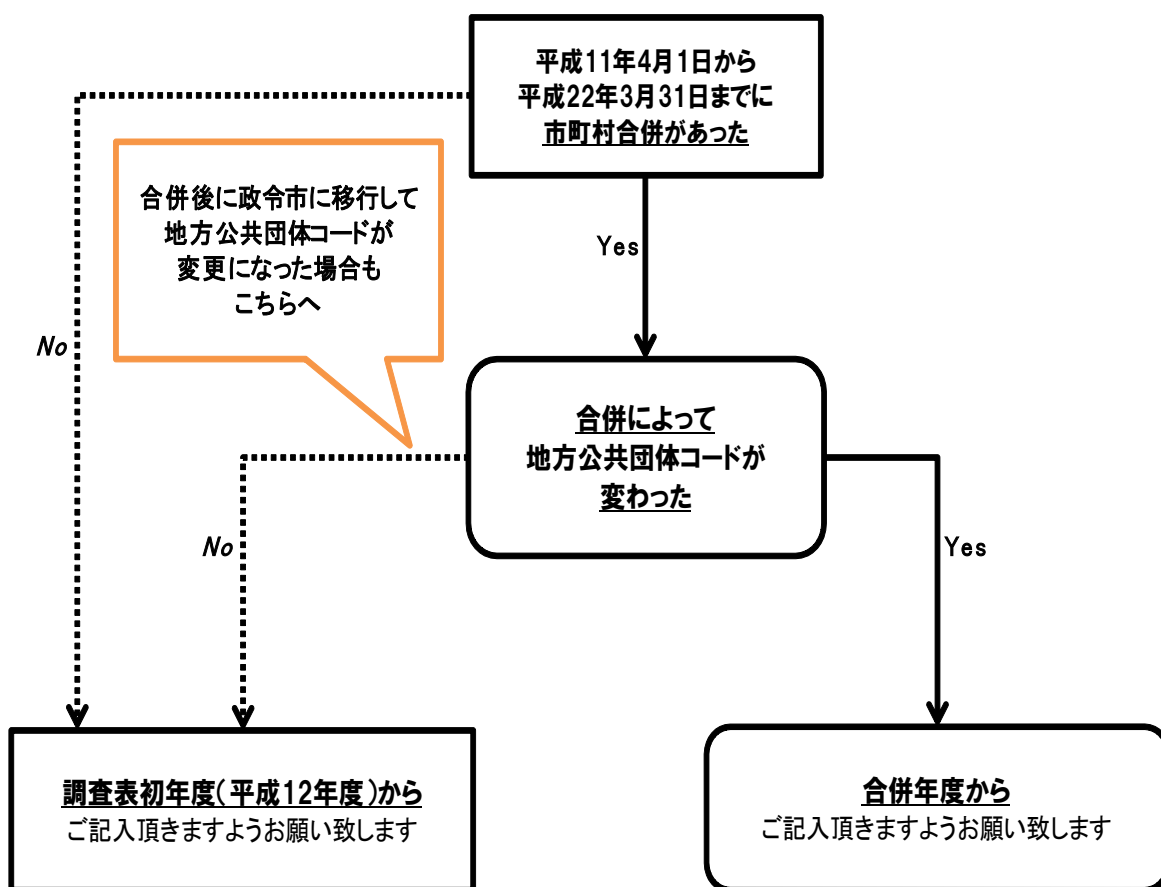 平成11年4月1日から
平成22年3月31日までに
市町村合併があった
合併後に政令市に移行して
地方公共団体コードが
変更になった場合も
こちらへ
Yes
No
合併によって
地方公共団体コードが
変わった
No
Yes
調査表初年度(平成12年度)から
ご記入頂きますようお願い致します
合併年度から
ご記入頂きますようお願い致します